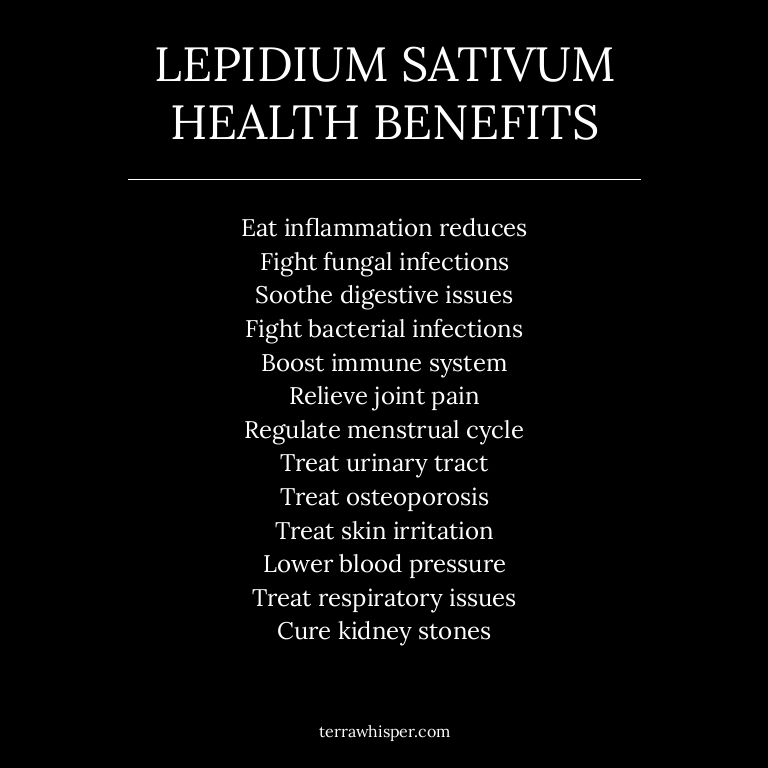 LEPIDIUM SATIVUM
HEALTH BENEFITS
Eat inflammation reduces
Fight fungal infections
Soothe digestive issues
Fight bacterial infections
Boost immune system
Relieve joint pain
Regulate menstrual cycle
Treat urinary tract
Treat osteoporosis
Treat skin irritation
Lower blood pressure
Treat respiratory issues
Cure kidney stones
terrawhisper.com